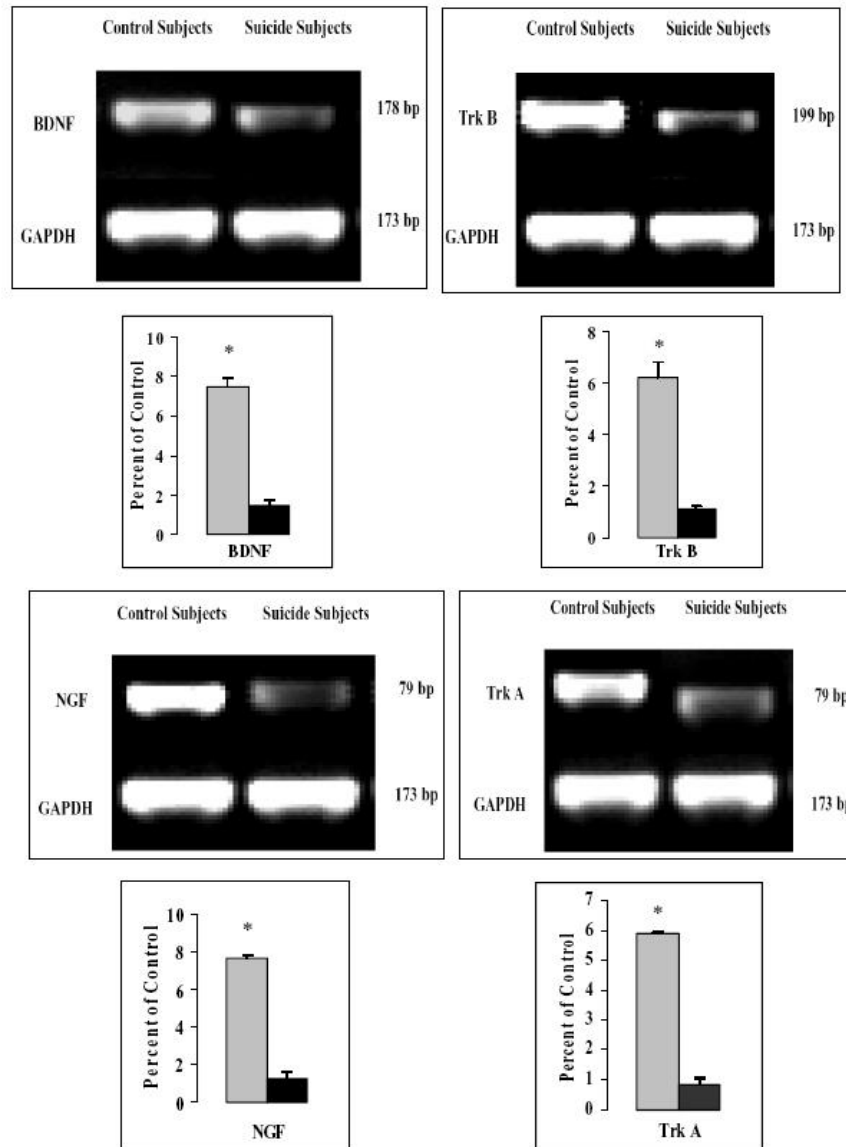 Control Subjects Suicide Subjects
BDNF 178 bp
GAPDH 173 bp
Control Subjects Suicide Subjects
Trk B 199 bp
GAPDH 173 bp
Percent of Control
10
8
6
4
2
0
*
BDNF
Percent of Control
8
6
4
2
0
*
Trk B
Control Subjects Suicide Subjects
NGF 79 bp
GAPDH 173 bp
Control Subjects Suicide Subjects
Trk A 79 bp
GAPDH 173 bp
Percent of Control
10
8
6
4
2
0
*
NGF
Percent of Control
7
6
5
4
3
2
1
0
*
Trk A